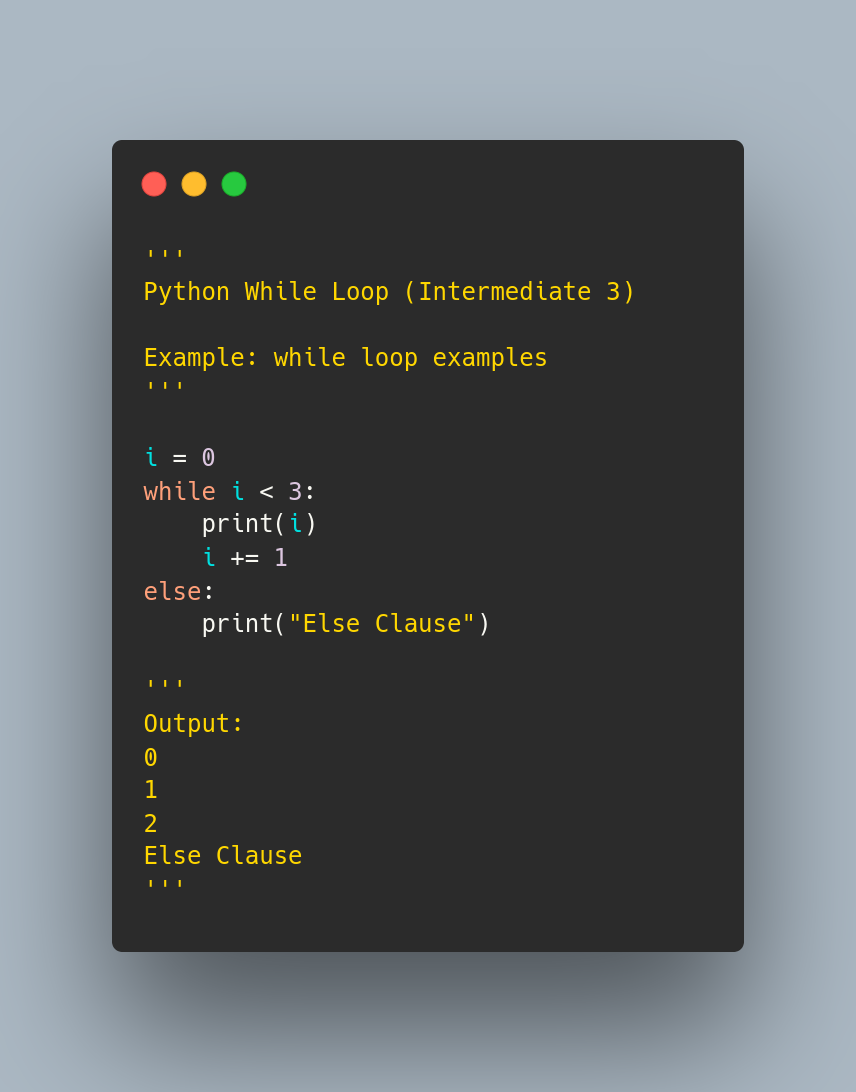 '''
Python While Loop (Intermediate 3)

Example: while loop examples
'''

i = 0
while i < 3:
    print(i)
    i += 1
else:
    print("Else Clause")

'''
Output:
0
1
2
Else Clause
'''